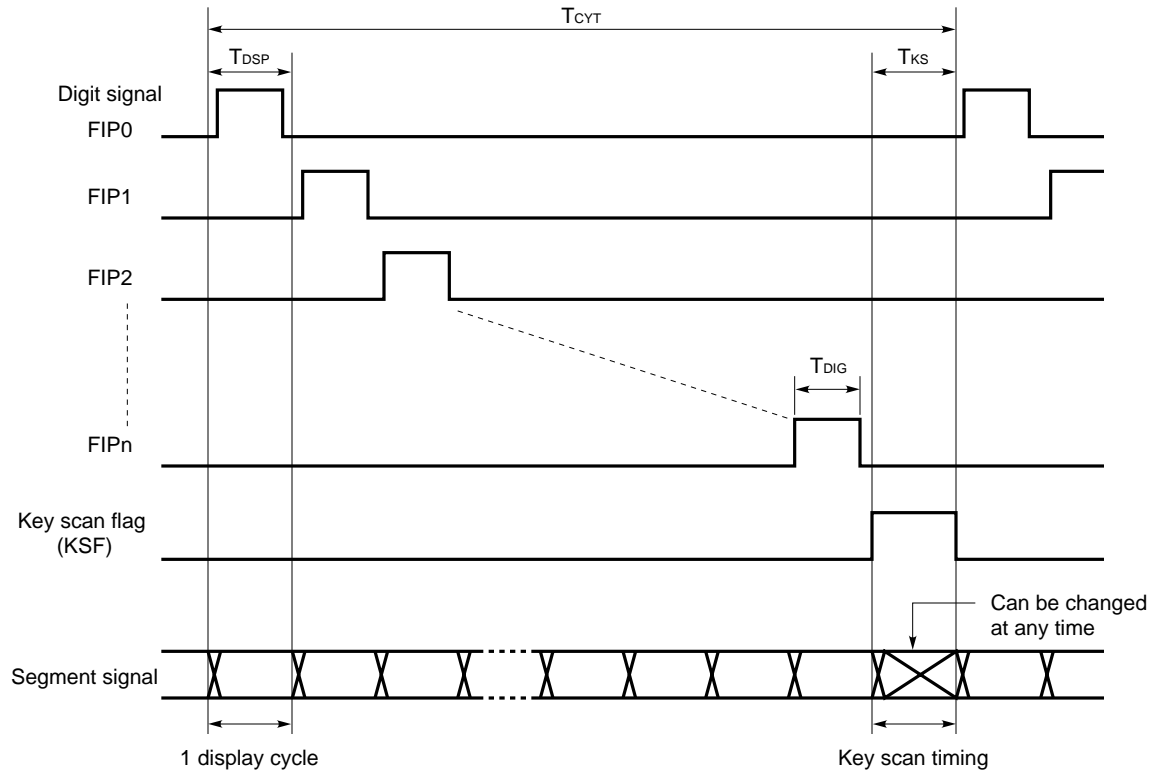 TCYT
TDSP
TKS
Digit signal
FIP0
FIP1
FIP2
TDIG
FIPn
Key scan flag
(KSF)
Can be changed
at any time
Segment signal
1 display cycle
Key scan timing